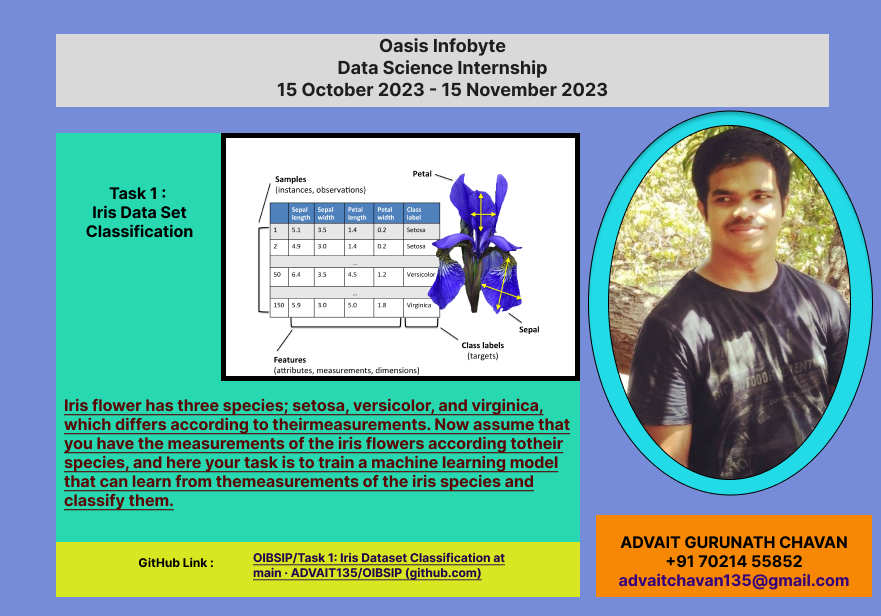 Oasis Infobyte
Data Science Internship
15 October 2023 - 15 November 2023
Task 1 :
Iris Data Set
Classification
Samples
(instances, observations)
Petal
Sepal length Sepal width Petal length Petal width Class label
1 5.1 3.5 1.4 0.2 Setosa
2 4.9 3.0 1.4 0.2 Setosa
...
50 6.4 3.5 4.5 1.2 Versicolor
...
150 5.9 3.0 5.0 1.8 Virginica
Sepal
Class labels
(targets)
Features
(attributes, measurements, dimensions)
Iris flower has three species; setosa, versicolor, and virginica,
which differs according to theirmeasurements. Now assume that
you have the measurements of the iris flowers according totheir
species, and here your task is to train a machine learning model
that can learn from themeasurements of the iris species and
classify them.
GitHub Link :
OIBSIP/Task 1: Iris Dataset Classification at
main · ADVAIT135/OIBSIP (github.com)
ADVAIT GURUNATH CHAVAN
+91 70214 55852
advaitchavan135@gmail.com